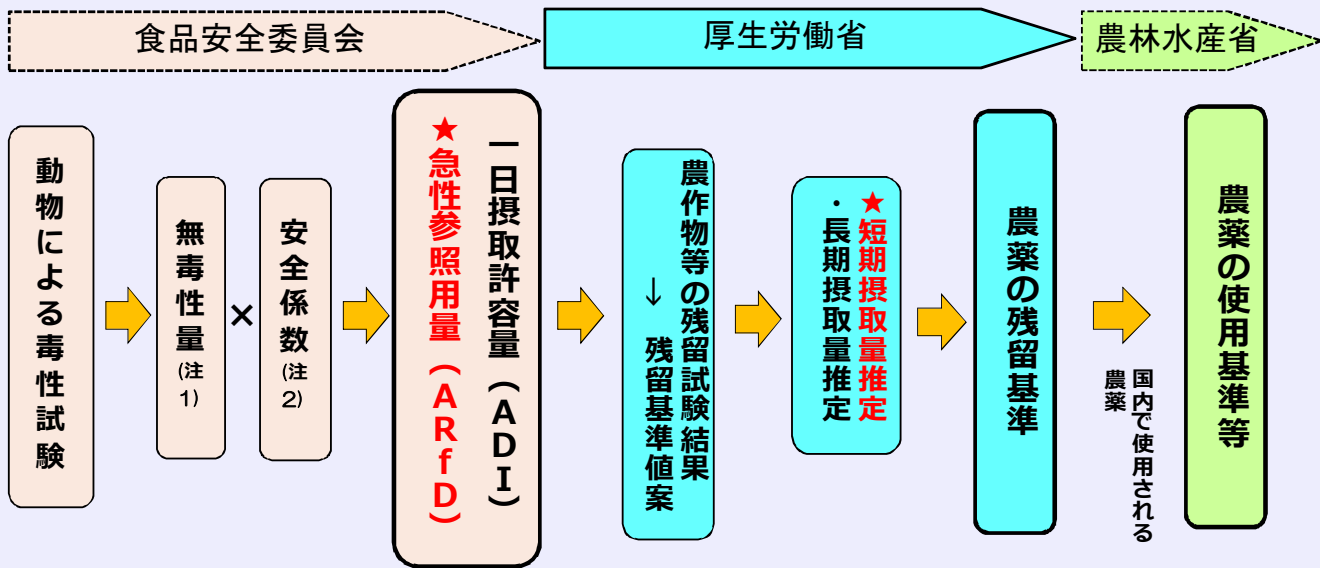 食品安全委員会
厚生労働省
農林水産省
動物による毒性試験
無毒性量(注1)
×
安全係数(注2)
一日摂取許容量(ADI)
★急性参照用量(ARfD)
農作物等の残留試験結果
↓ 残留基準値案
★短期摂取量推定
・長期摂取量推定
農薬の残留基準
国内で使用される
農薬
農薬の使用基準等